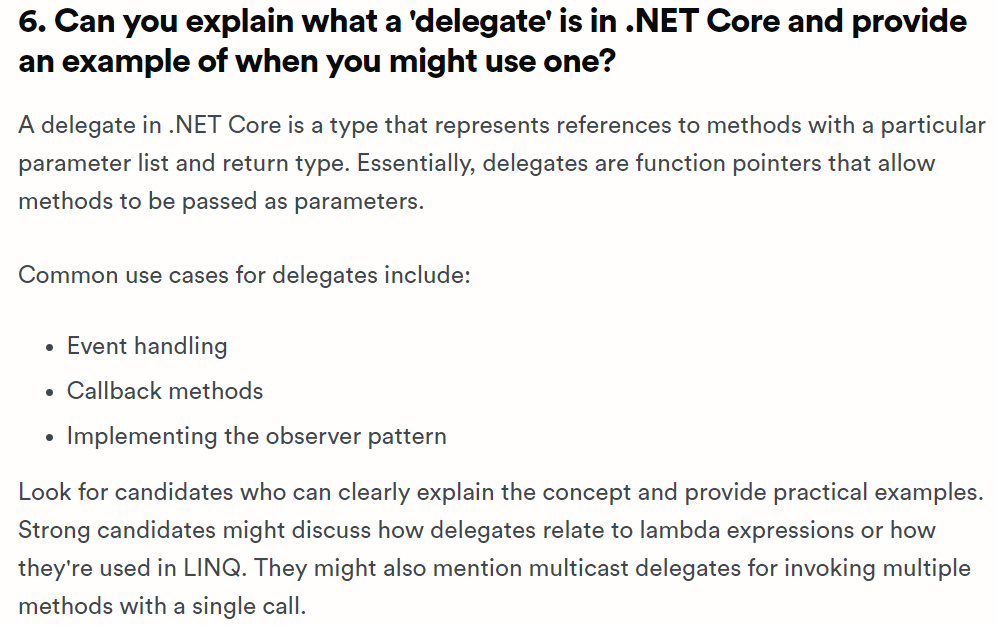 6. Can you explain what a 'delegate' is in .NET Core and provide
an example of when you might use one?
A delegate in .NET Core is a type that represents references to methods with a particular
parameter list and return type. Essentially, delegates are function pointers that allow
methods to be passed as parameters.
Common use cases for delegates include:
• Event handling
• Callback methods
• Implementing the observer pattern
Look for candidates who can clearly explain the concept and provide practical examples.
Strong candidates might discuss how delegates relate to lambda expressions or how
they're used in LINQ. They might also mention multicast delegates for invoking multiple
methods with a single call.